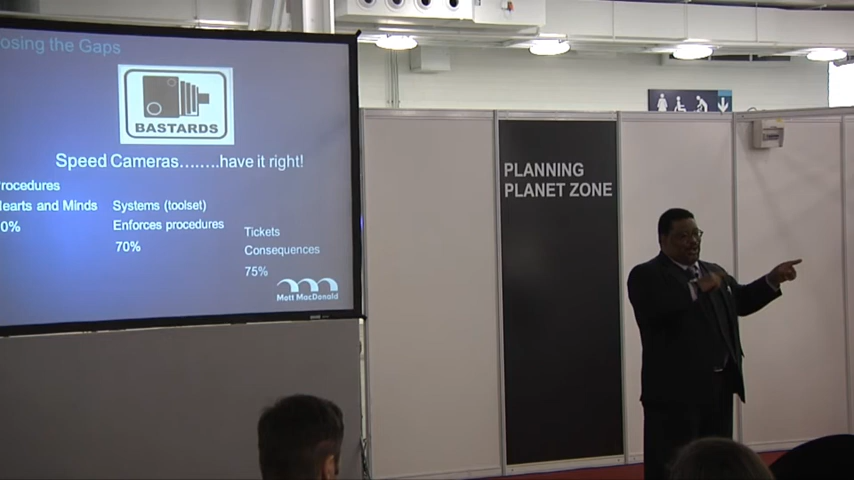 osing the Gaps
BASTARDS
Speed Cameras........have it right!
rocedures
earts and Minds
0%
Systems (toolset)
Enforces procedures
70%
Tickets
Consequences
75%
Mott MacDonald
PLANNING
PLANET ZONE